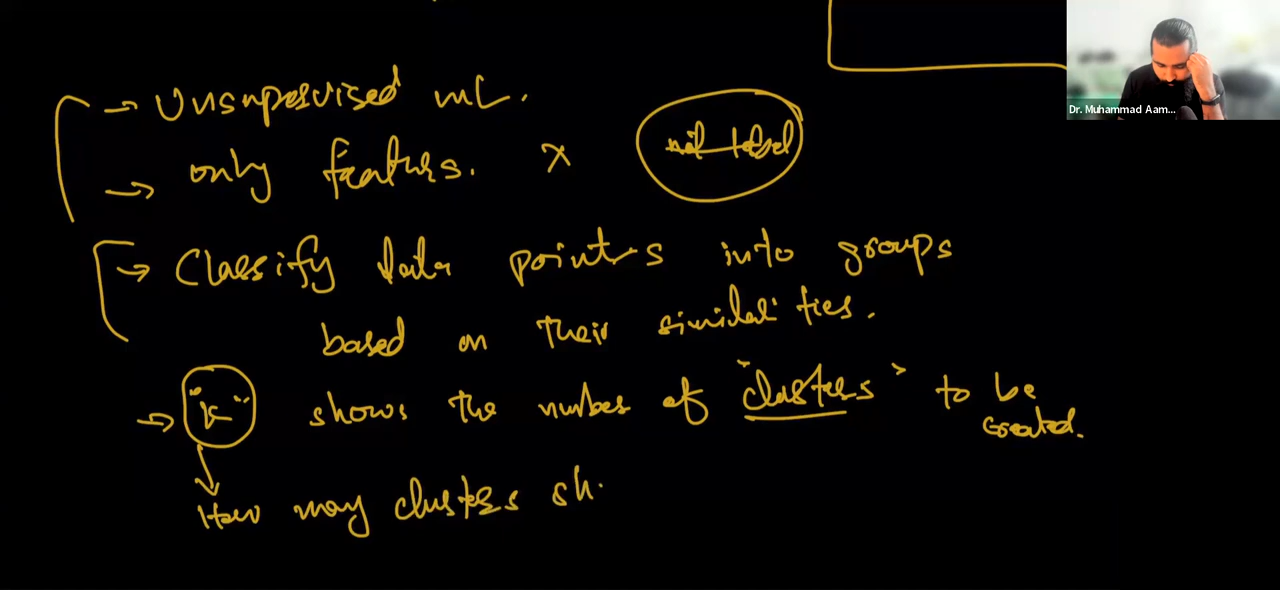 Dr. Muhammad Aam...
→ Unsupervised ML.
→ only features. x not label
→ Classify data points into groups
based on their similarities.
→ "K" shows the number of "clusters" to be
created.
How may clusters sh.